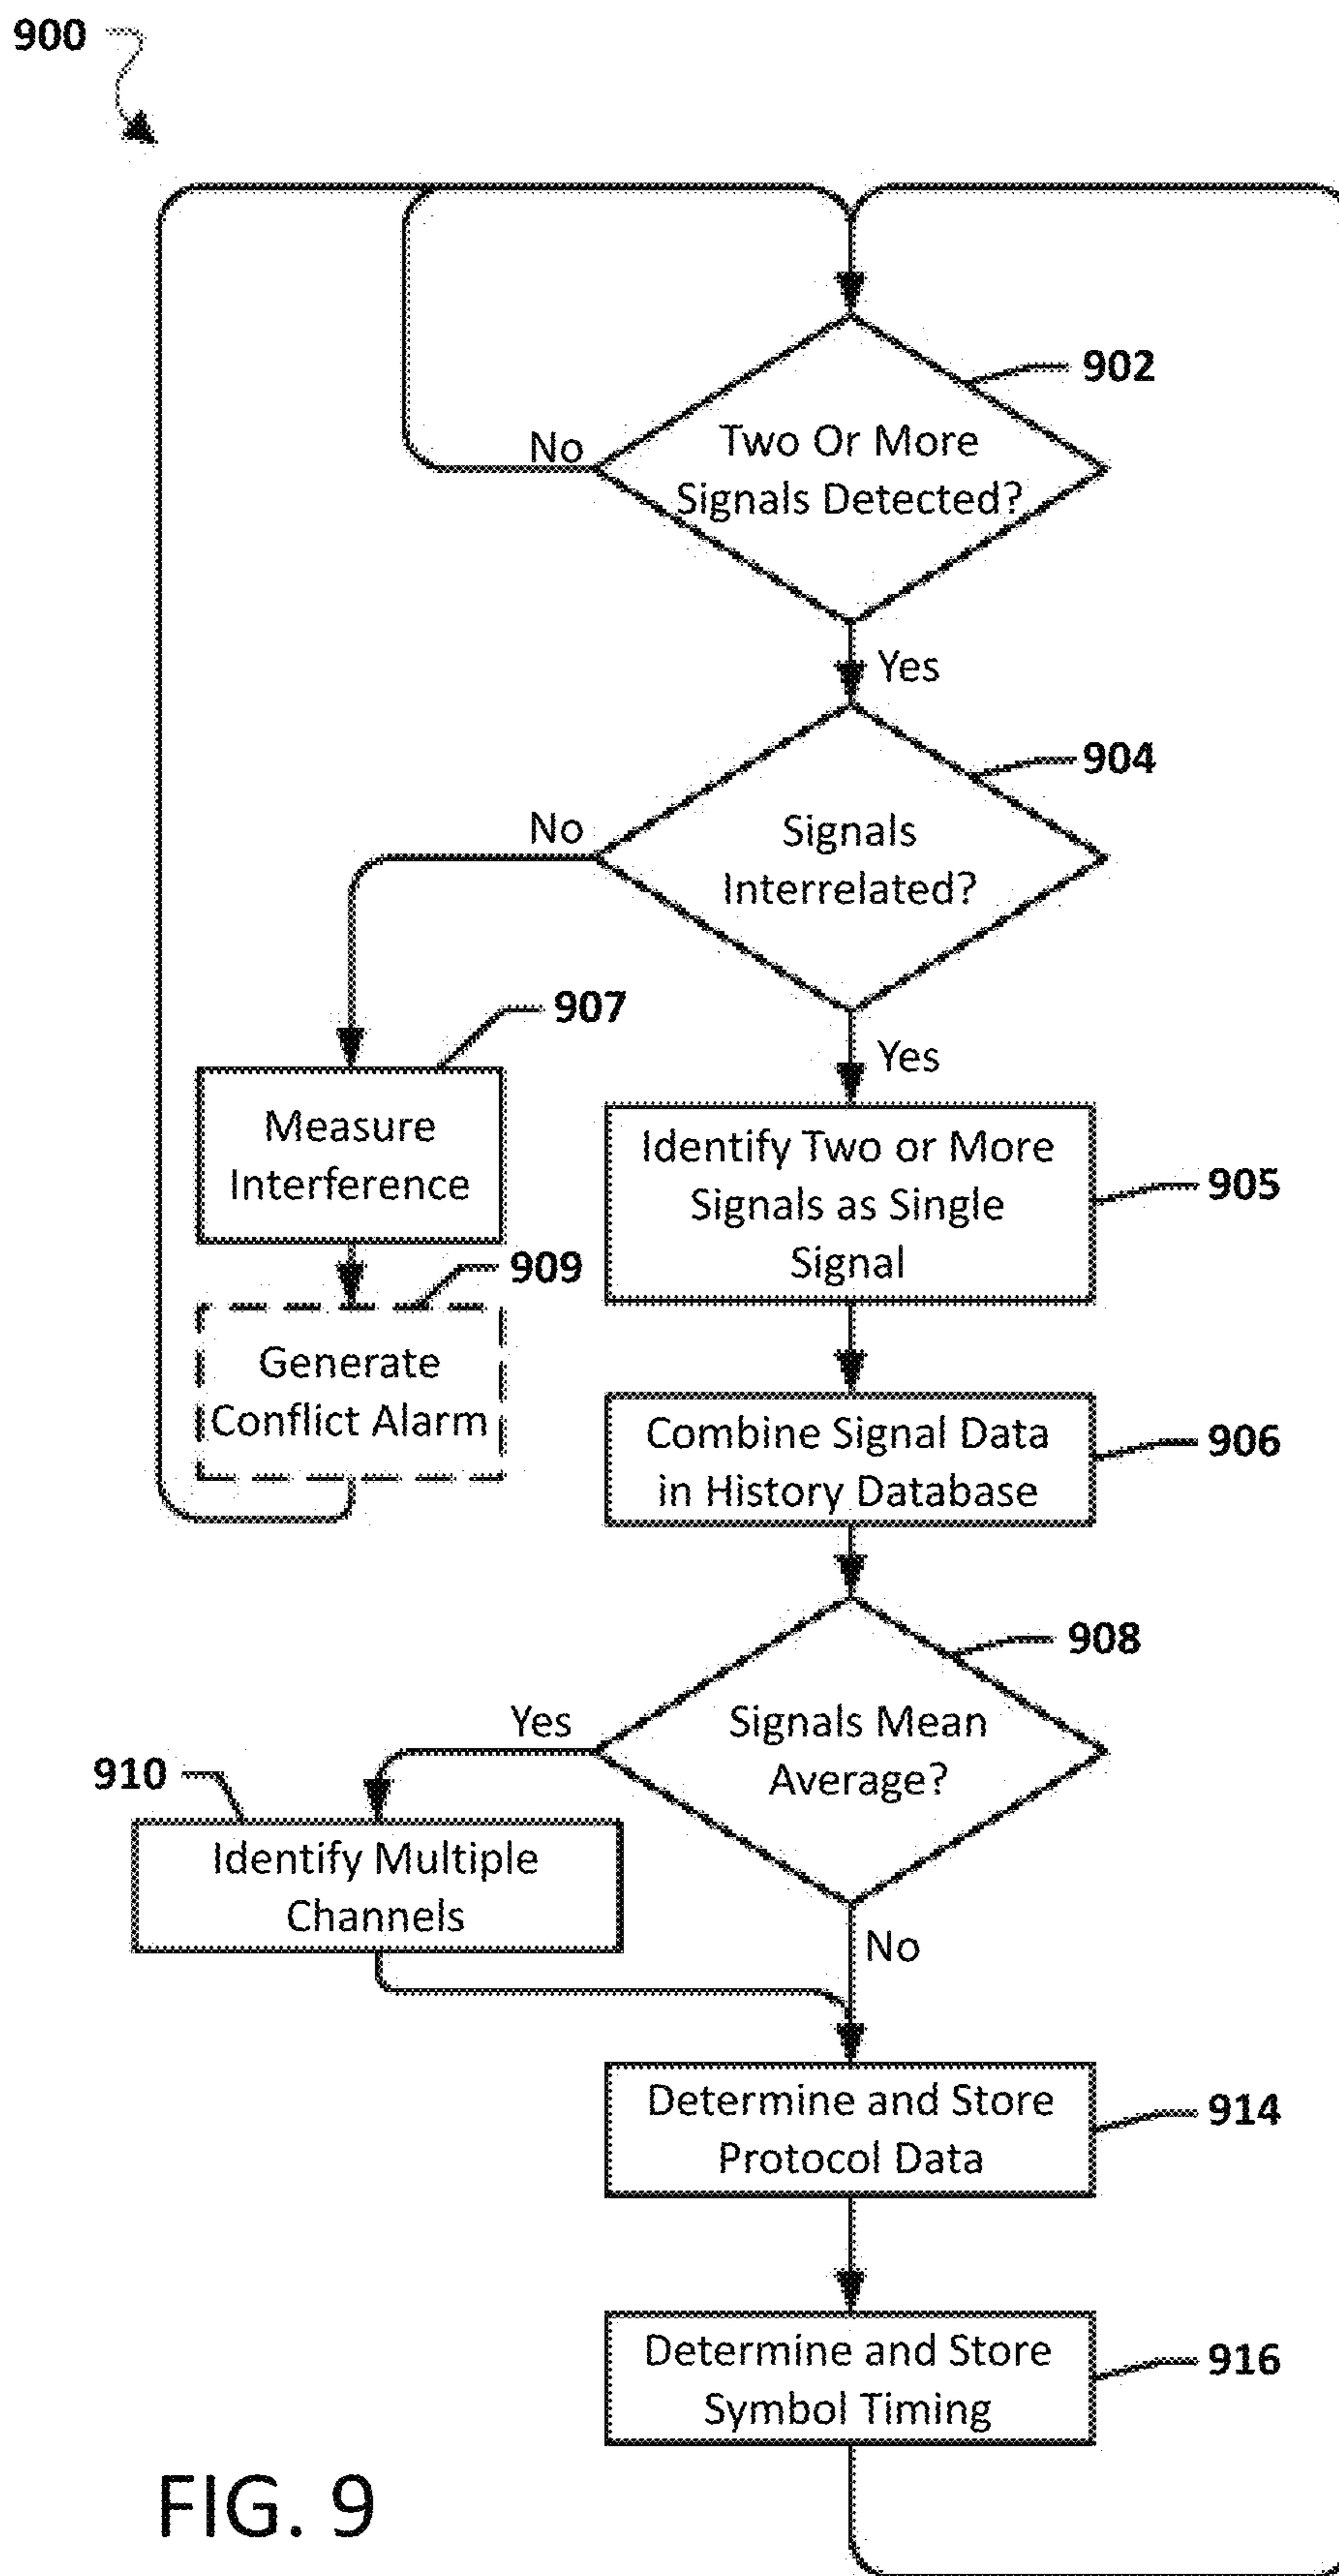 900
902
Two Or More
Signals Detected?
No
Yes
904
Signals
Interrelated?
No
Yes
907
Measure
Interference
905
Identify Two or More
Signals as Single
Signal
909
Generate
Conflict Alarm
906
Combine Signal Data
in History Database
908
Signals Mean
Average?
Yes
910
Identify Multiple
Channels
No
914
Determine and Store
Protocol Data
916
Determine and Store
Symbol Timing
FIG. 9